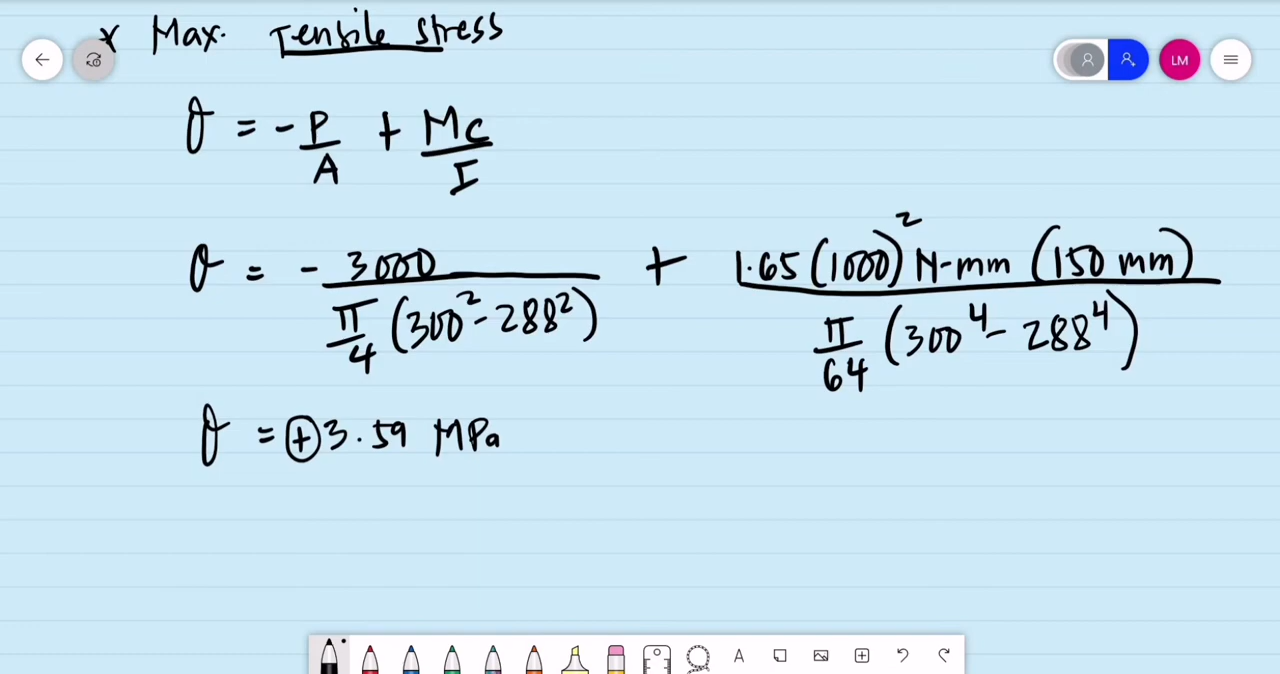 x Max. Tensile stress
LM
σ = - P/A + Mc/I
σ = - 3000 / (π/4 (300² - 288²)) + 1.65 (1000)² N-mm (150 mm) / (π/64 (300⁴ - 288⁴))
σ = + 3.59 MPa
A